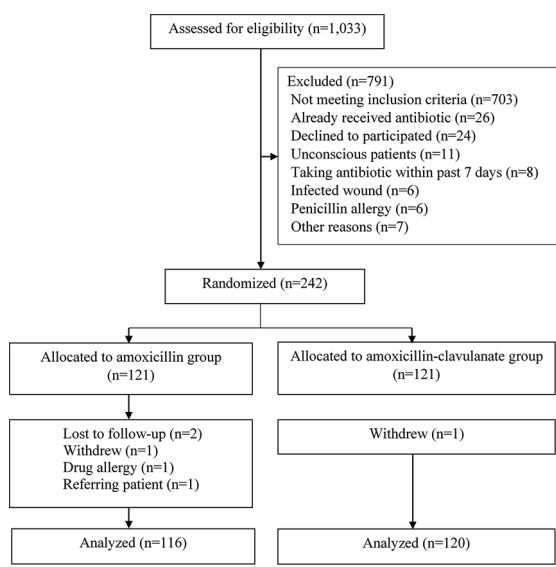 Assessed for eligibility (n=1,033)
Excluded (n=791)
Not meeting inclusion criteria (n=703)
Already received antibiotic (n=26)
Declined to participated (n=24)
Unconscious patients (n=11)
Taking antibiotic within past 7 days (n=8)
Infected wound (n=6)
Penicillin allergy (n=6)
Other reasons (n=7)
Randomized (n=242)
Allocated to amoxicillin group
(n=121)
Allocated to amoxicillin-clavulanate group
(n=121)
Lost to follow-up (n=2)
Withdrew (n=1)
Drug allergy (n=1)
Referring patient (n=1)
Withdrew (n=1)
Analyzed (n=116)
Analyzed (n=120)